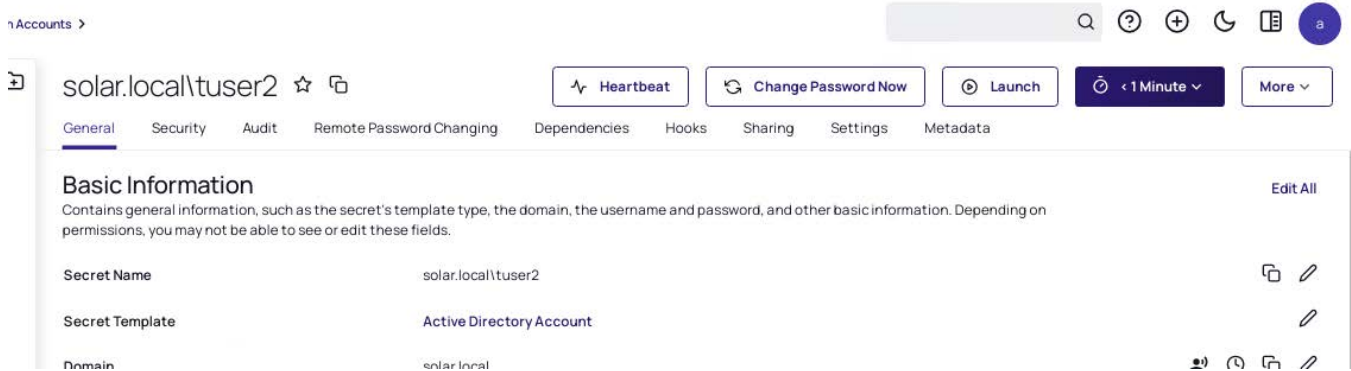 Accounts >
a
solar.local\tuser2
Heartbeat
Change Password Now
Launch
< 1 Minute
More
General
Security
Audit
Remote Password Changing
Dependencies
Hooks
Sharing
Settings
Metadata
Basic Information
Edit All
Contains general information, such as the secret's template type, the domain, the username and password, and other basic information. Depending on
permissions, you may not be able to see or edit these fields.
Secret Name
solar.local\tuser2
Secret Template
Active Directory Account
Domain
solar.local